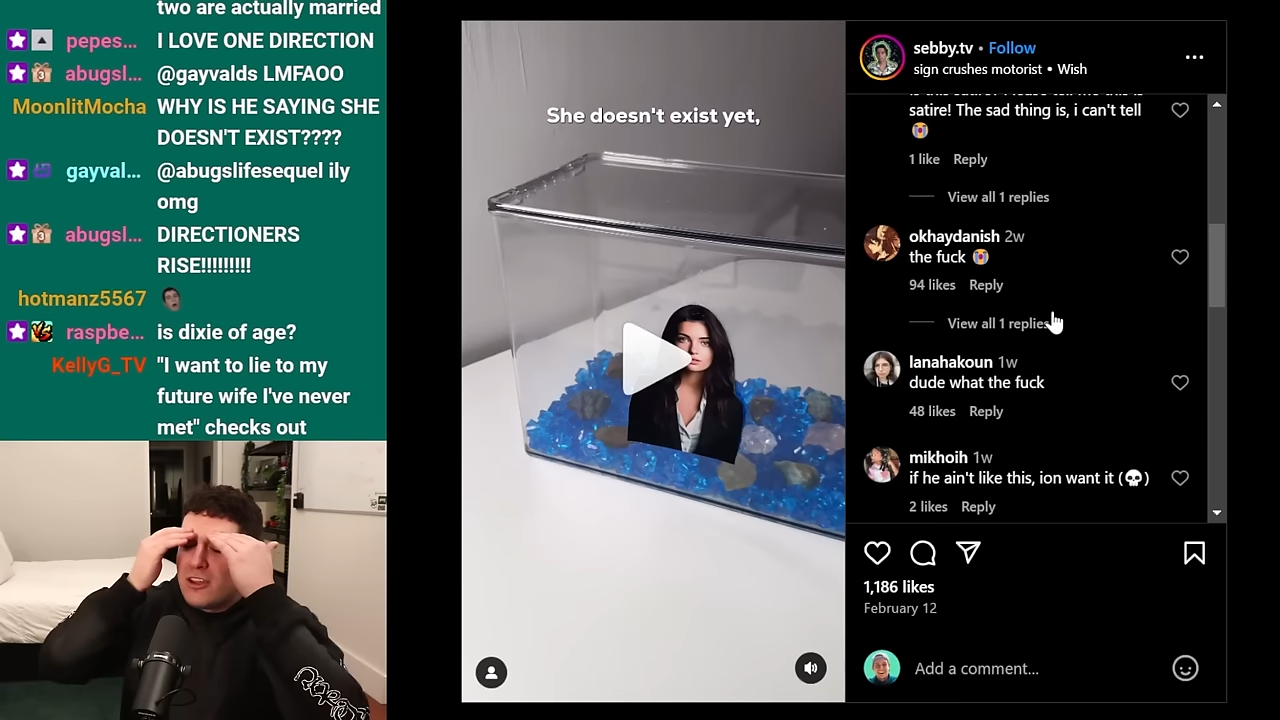 two are actually married
pepes... I LOVE ONE DIRECTION
abugsl... @gayvalds LMFAOO
MoonlitMocha WHY IS HE SAYING SHE
DOESN'T EXIST????
gayval... @abugslifesequel ily
omg
abugsl... DIRECTIONERS
RISE!!!!!!!!!
hotmanz5567
raspbe... is dixie of age?
KellyG_TV "I want to lie to my
future wife I've never
met" checks out
She doesn't exist yet,
sebby.tv • Follow
sign crushes motorist • Wish
satire! The sad thing is, i can't tell
😭
1 like Reply
View all 1 replies
okhaydanish 2w
the fuck 😭
94 likes Reply
View all 1 replies
lanahakoun 1w
dude what the fuck
48 likes Reply
mikhoih 1w
if he ain't like this, ion want it (💀)
2 likes Reply
1,186 likes
February 12
Add a comment...